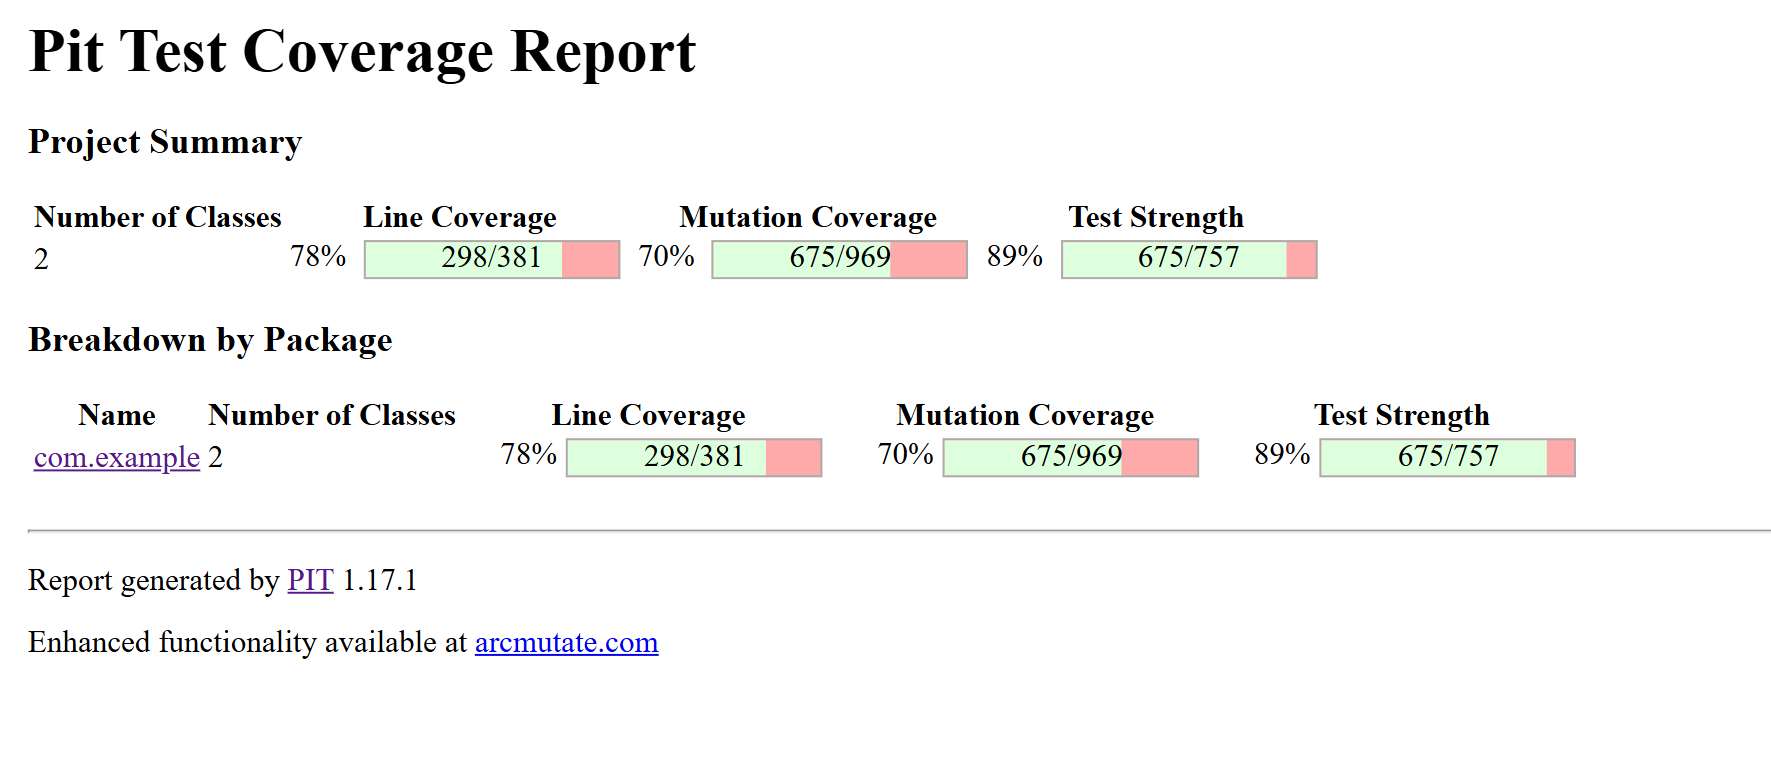 Pit Test Coverage Report
Project Summary
Number of Classes Line Coverage Mutation Coverage Test Strength
2 78% 298/381 70% 675/969 89% 675/757
Breakdown by Package
Name Number of Classes Line Coverage Mutation Coverage Test Strength
com.example 2 78% 298/381 70% 675/969 89% 675/757
Report generated by PIT 1.17.1
Enhanced functionality available at arcmutate.com